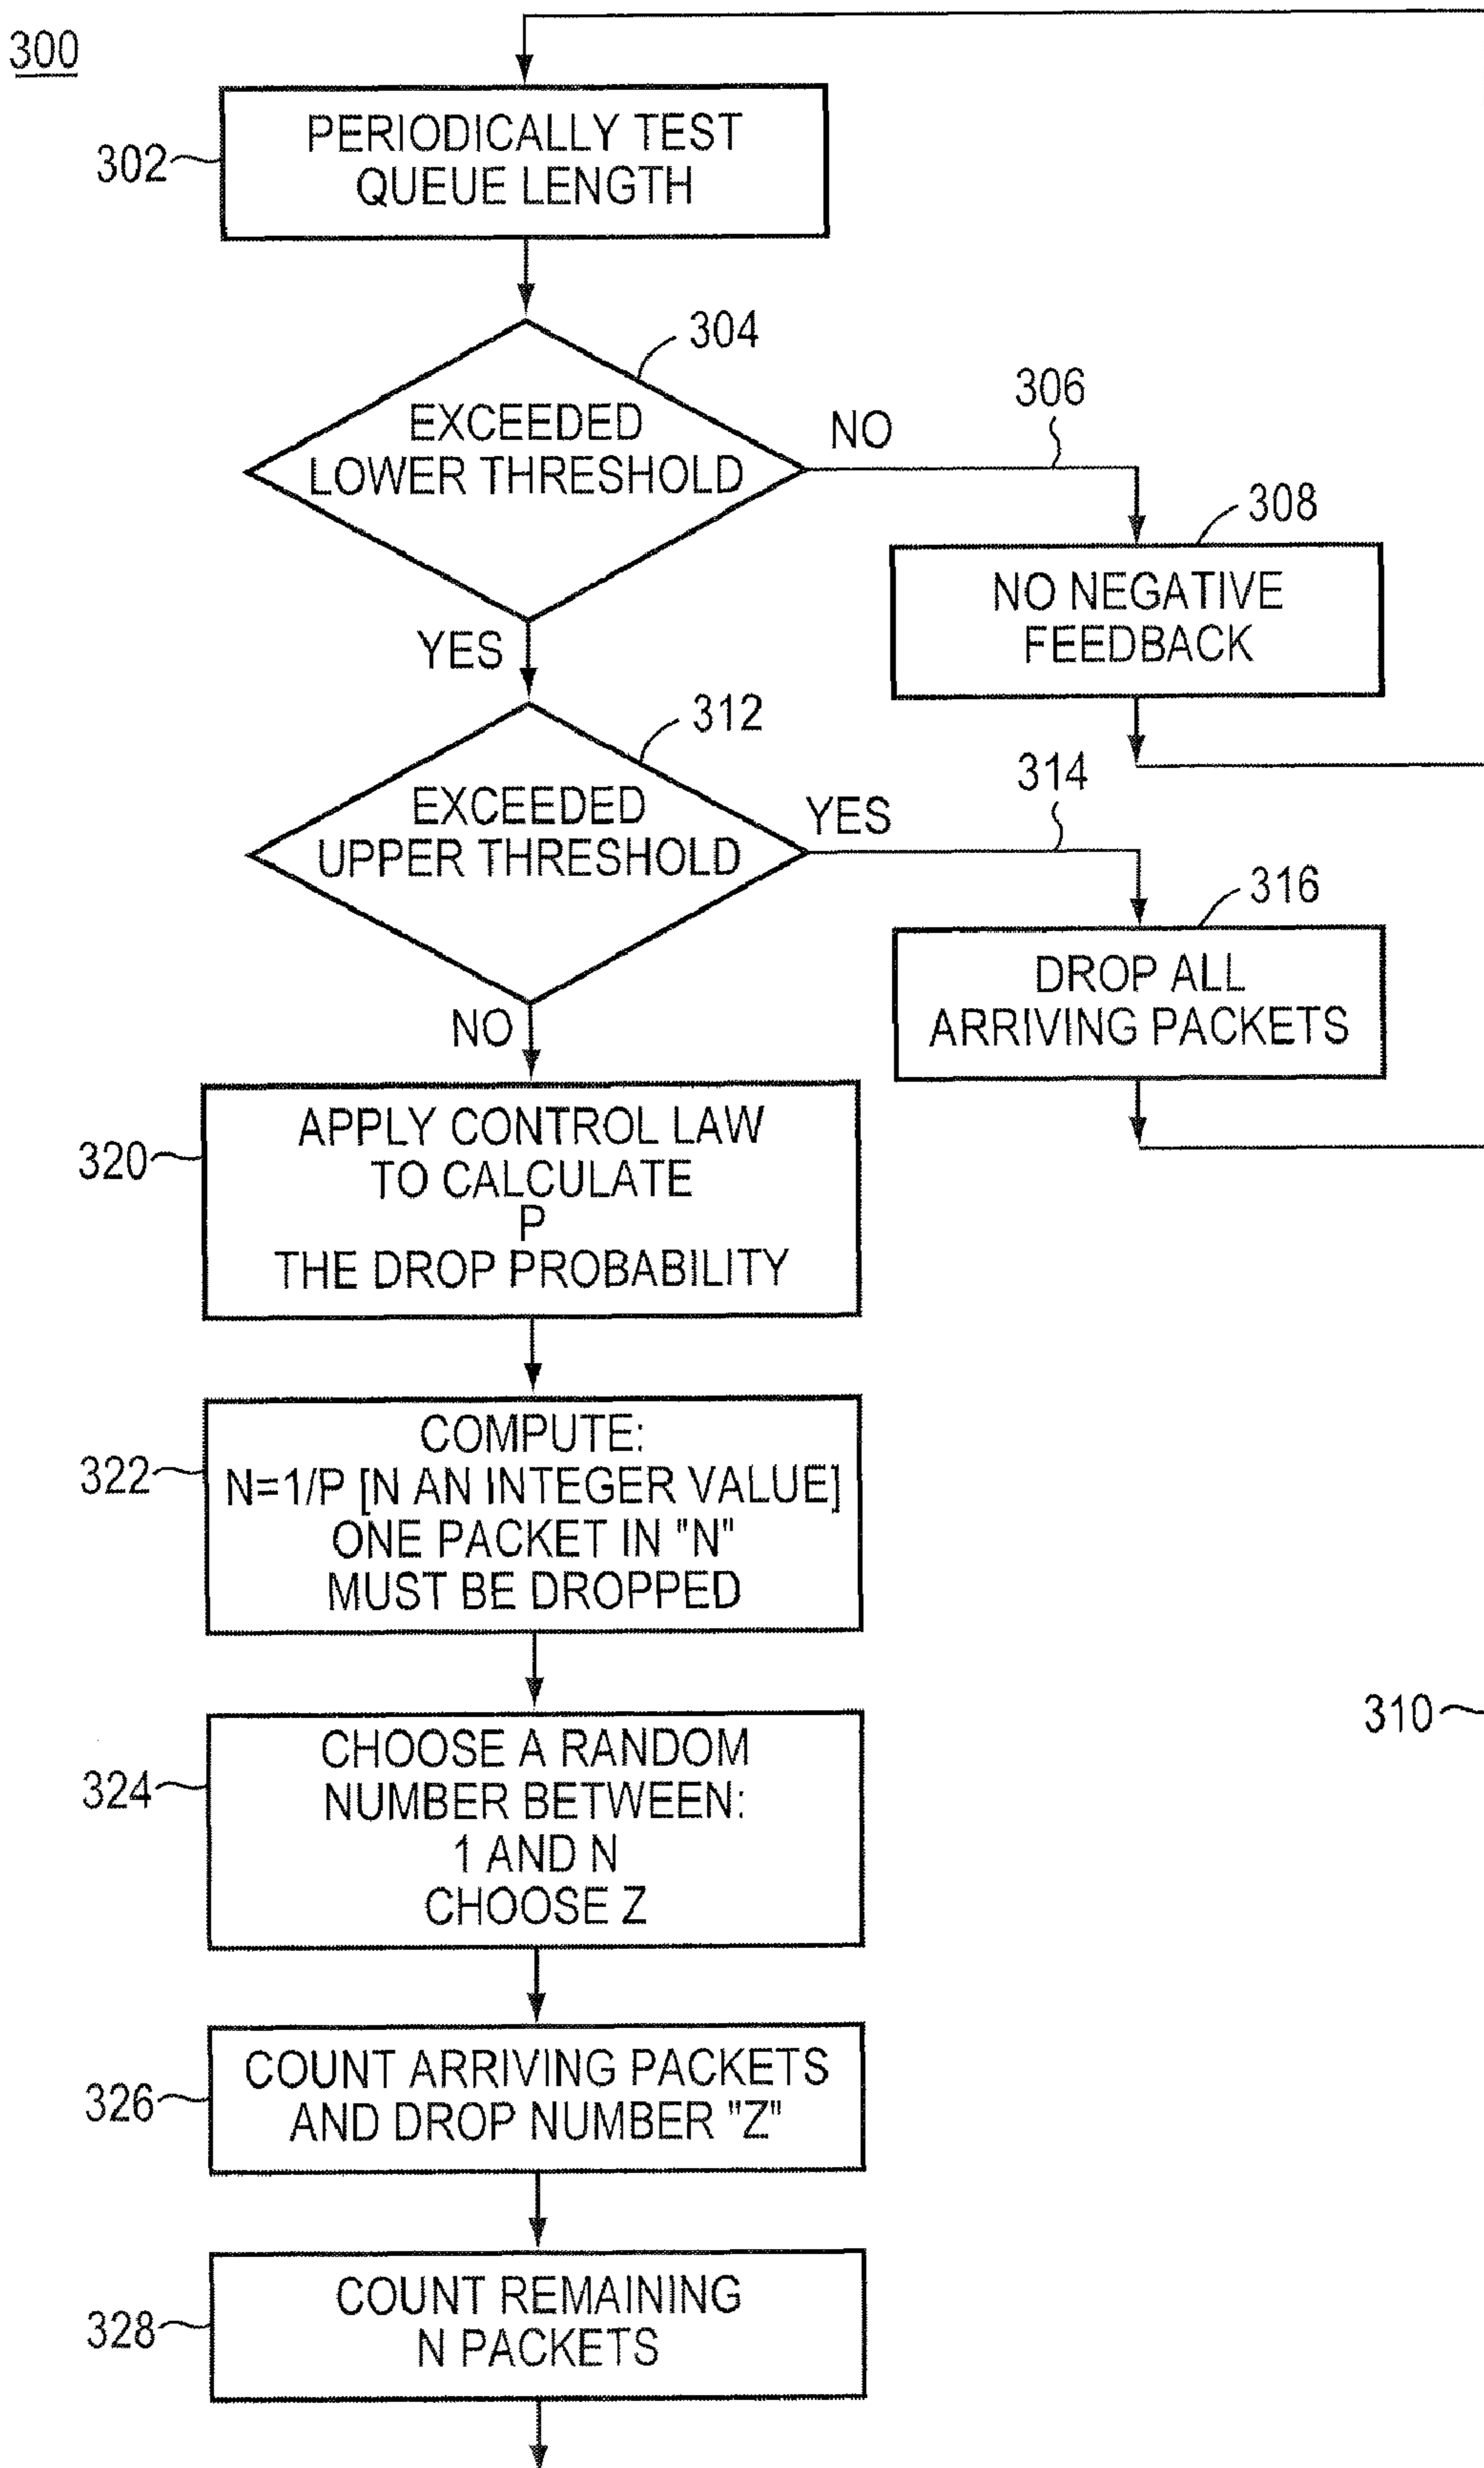 300
302
PERIODICALLY TEST
QUEUE LENGTH
304
EXCEEDED
LOWER THRESHOLD
NO
306
308
NO NEGATIVE
FEEDBACK
YES
312
EXCEEDED
UPPER THRESHOLD
YES
314
316
DROP ALL
ARRIVING PACKETS
NO
320
APPLY CONTROL LAW
TO CALCULATE
P
THE DROP PROBABILITY
322
COMPUTE:
N=1/P [N AN INTEGER VALUE]
ONE PACKET IN "N"
MUST BE DROPPED
310
324
CHOOSE A RANDOM
NUMBER BETWEEN:
1 AND N
CHOOSE Z
326
COUNT ARRIVING PACKETS
AND DROP NUMBER "Z"
328
COUNT REMAINING
N PACKETS